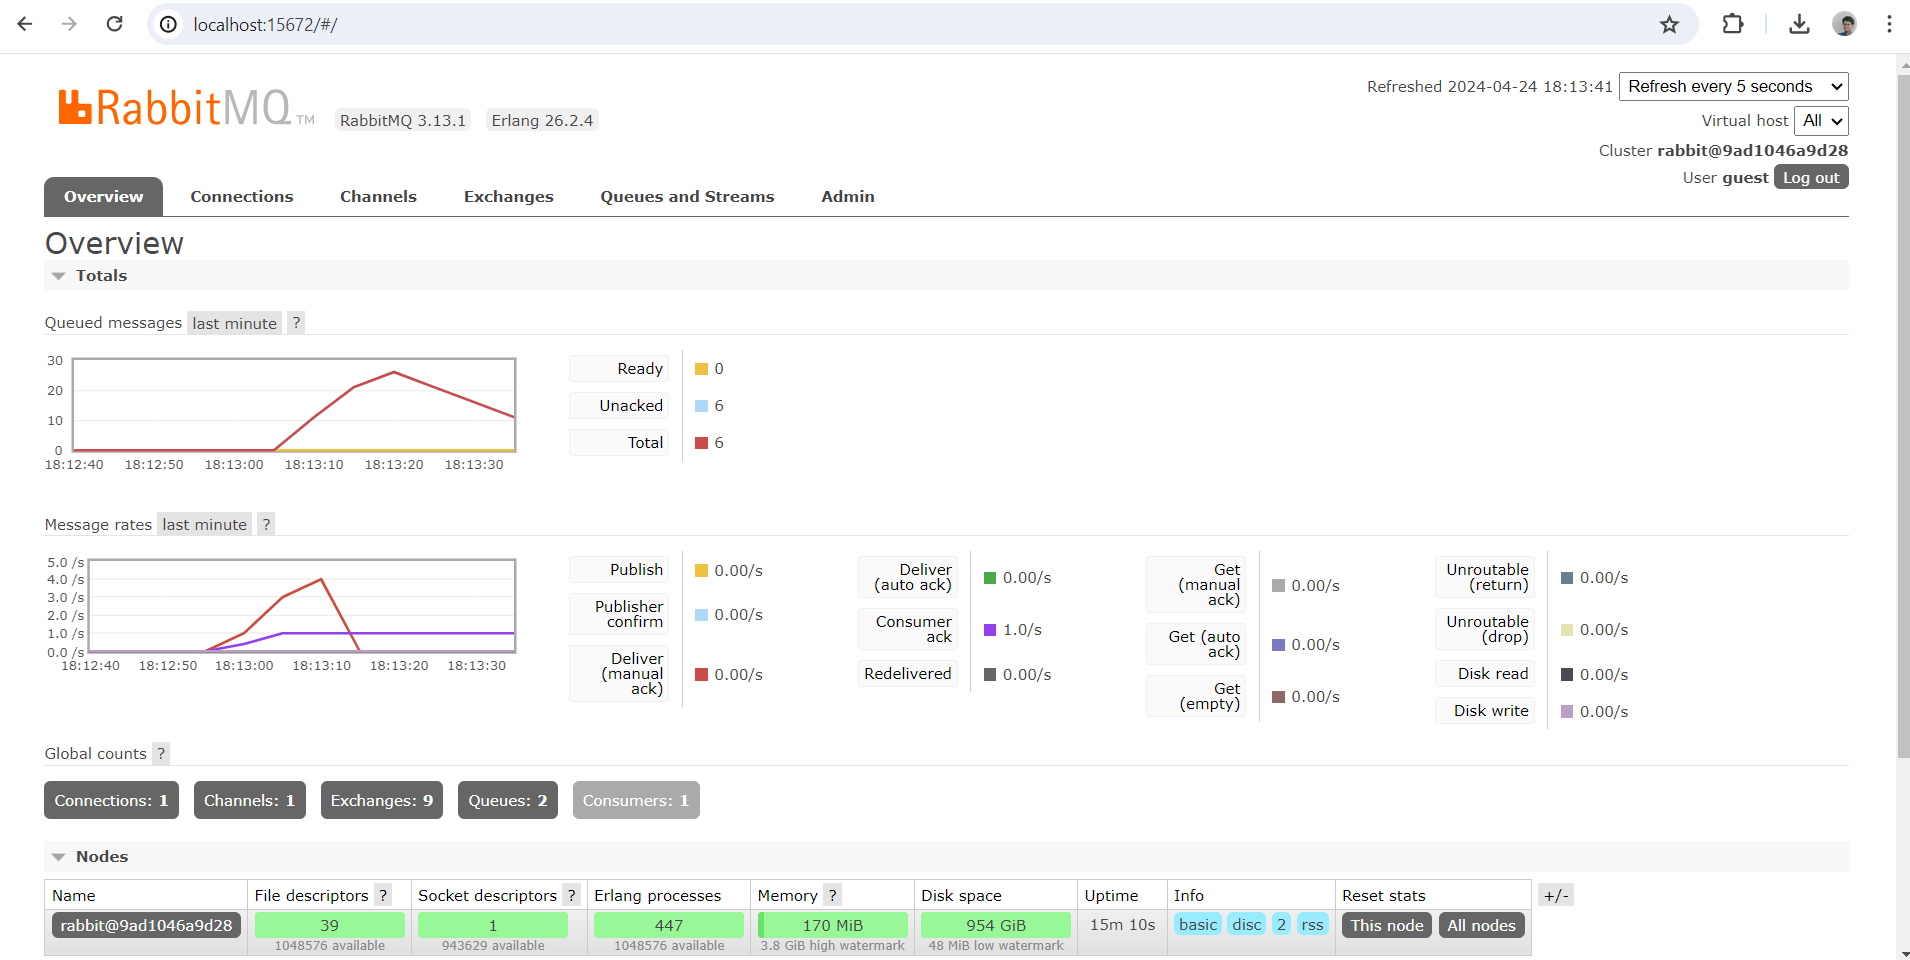 localhost:15672/#/
RabbitMQ TM
RabbitMQ 3.13.1 Erlang 26.2.4
Refreshed 2024-04-24 18:13:41 Refresh every 5 seconds
Virtual host All
Cluster rabbit@9ad1046a9d28
User guest Log out
Overview Connections Channels Exchanges Queues and Streams Admin
Overview
Totals
Queued messages last minute ?
30
20
10
0
18:12:40 18:12:50 18:13:00 18:13:10 18:13:20 18:13:30
Ready 0
Unacked 6
Total 6
Message rates last minute ?
5.0 /s
4.0 /s
3.0 /s
2.0 /s
1.0 /s
0.0 /s
18:12:40 18:12:50 18:13:00 18:13:10 18:13:20 18:13:30
Publish 0.00/s
Publisher
confirm 0.00/s
Deliver
(manual
ack) 0.00/s
Deliver
(auto ack) 0.00/s
Consumer
ack 1.0/s
Redelivered 0.00/s
Get
(manual
ack) 0.00/s
Get (auto
ack) 0.00/s
Get
(empty) 0.00/s
Unroutable
(return) 0.00/s
Unroutable
(drop) 0.00/s
Disk read 0.00/s
Disk write 0.00/s
Global counts ?
Connections: 1 Channels: 1 Exchanges: 9 Queues: 2 Consumers: 1
Nodes
Name File descriptors ? Socket descriptors ? Erlang processes Memory ? Disk space Uptime Info Reset stats +/-
rabbit@9ad1046a9d28 39 1 447 170 MiB 954 GiB 15m 10s basic disc 2 rss This node All nodes
1048576 available 943629 available 1048576 available 3.8 GiB high watermark 48 MiB low watermark